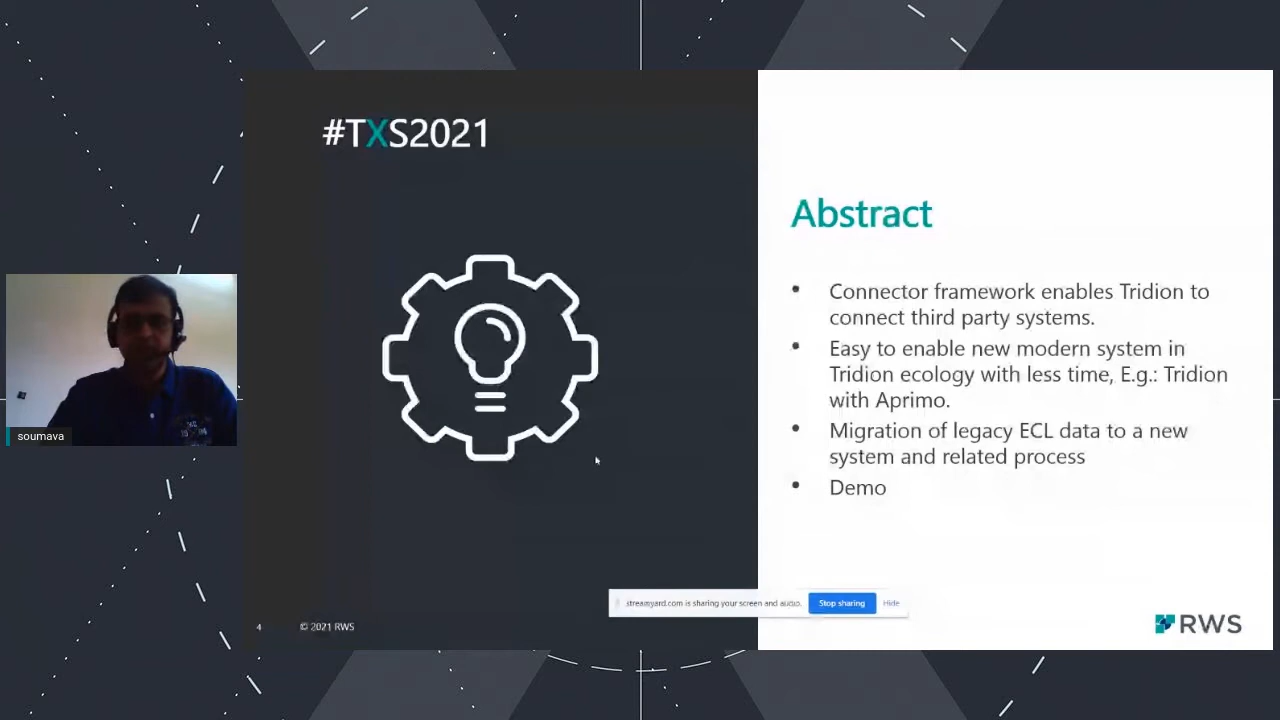 #TXS2021
Abstract
• Connector framework enables Tridion to
connect third party systems.
• Easy to enable new modern system in
Tridion ecology with less time, E.g.: Tridion
with Aprimo.
• Migration of legacy ECL data to a new
system and related process
• Demo
soumava
streamyard.com is sharing your screen and audio.
Stop sharing
Hide
4
© 2021 RWS
RWS